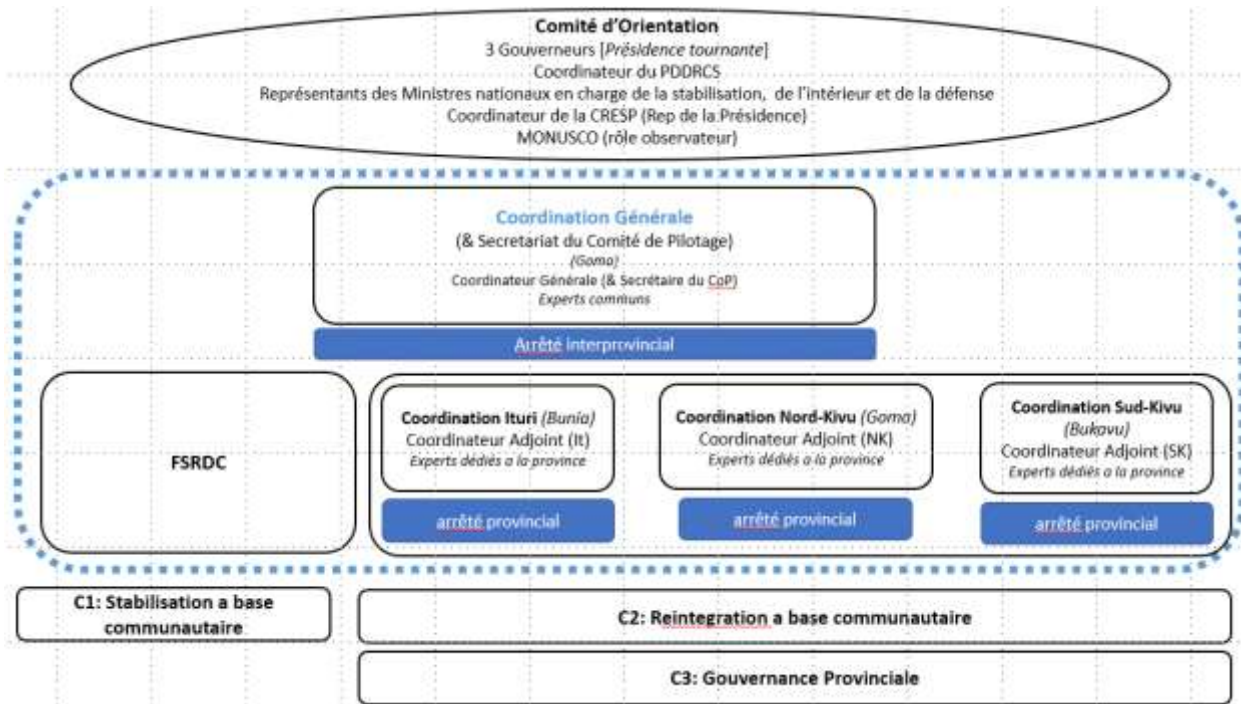 Comité d'Orientation
3 Gouverneurs [Présidence tournante]
Coordinateur du PDDRCS
Représentants des Ministres nationaux en charge de la stabilisation, de l'intérieur et de la défense
Coordinateur de la CRESP (Rep de la Présidence)
MONUSCO (rôle observateur)
Coordination Générale
(& Secretariat du Comité de Pilotage)
(Goma)
Coordinateur Générale (& Secrétaire du CoP)
Experts communs
Arrêté interprovincial
FSRDC
Coordination Ituri (Bunia)
Coordinateur Adjoint (It)
Experts dédiés a la province
arrêté provincial
Coordination Nord-Kivu (Goma)
Coordinateur Adjoint (NK)
Experts dédiés a la province
arrêté provincial
Coordination Sud-Kivu
(Bukavu)
Coordinateur Adjoint (SK)
Experts dédiés a la province
arrêté provincial
C1: Stabilisation a base
communautaire
C2: Reintegration a base communautaire
C3: Gouvernance Provinciale